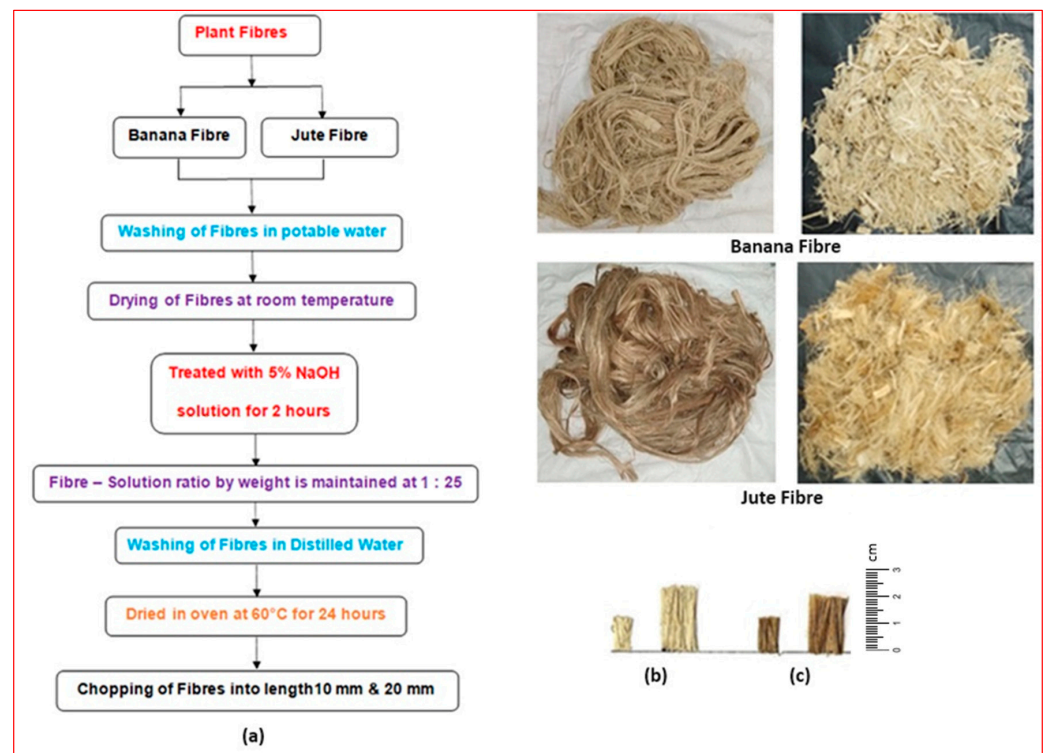 Plant Fibres
Banana Fibre
Jute Fibre
Washing of Fibres in potable water
Drying of Fibres at room temperature
Treated with 5% NaOH
solution for 2 hours
Fibre – Solution ratio by weight is maintained at 1 : 25
Washing of Fibres in Distilled Water
Dried in oven at 60°C for 24 hours
Chopping of Fibres into length10 mm & 20 mm
(a)
Banana Fibre
Jute Fibre
cm
3
2
1
0
(b)
(c)